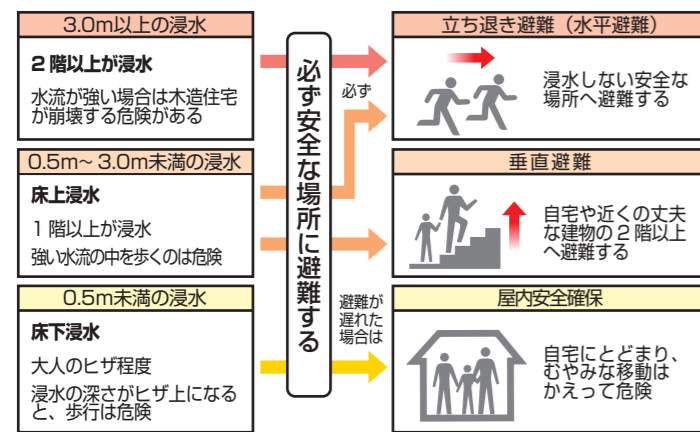 3.0m以上の浸水
2階以上が浸水
水流が強い場合は木造住宅
が崩壊する危険がある
0.5m~3.0m未満の浸水
床上浸水
1階以上が浸水
強い水流の中を歩くのは危険
0.5m未満の浸水
床下浸水
大人のヒザ程度
浸水の深さがヒザ上になる
と、歩行は危険
必ず安全な場所に避難する
必ず
避難が
遅れた
場合は
立ち退き避難（水平避難）
浸水しない安全な
場所へ避難する
垂直避難
自宅や近くの丈夫
な建物の2階以上
へ避難する
屋内安全確保
自宅にとどまり、
むやみな移動は
かえって危険